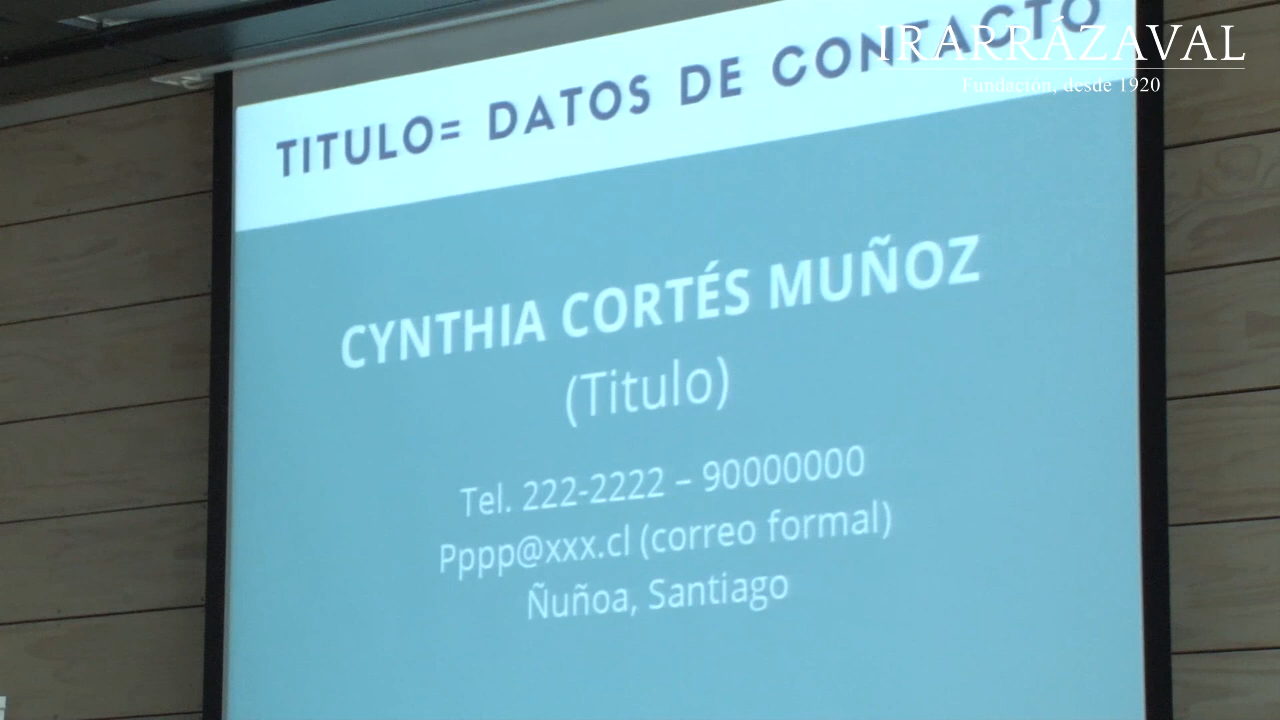 IRARRÁZAVAL
Fundación, desde 1920
TITULO= DATOS DE CONTACTO
CYNTHIA CORTÉS MUÑOZ
(Titulo)
Tel. 222-2222 – 90000000
Pppp@xxx.cl (correo formal)
Ñuñoa, Santiago